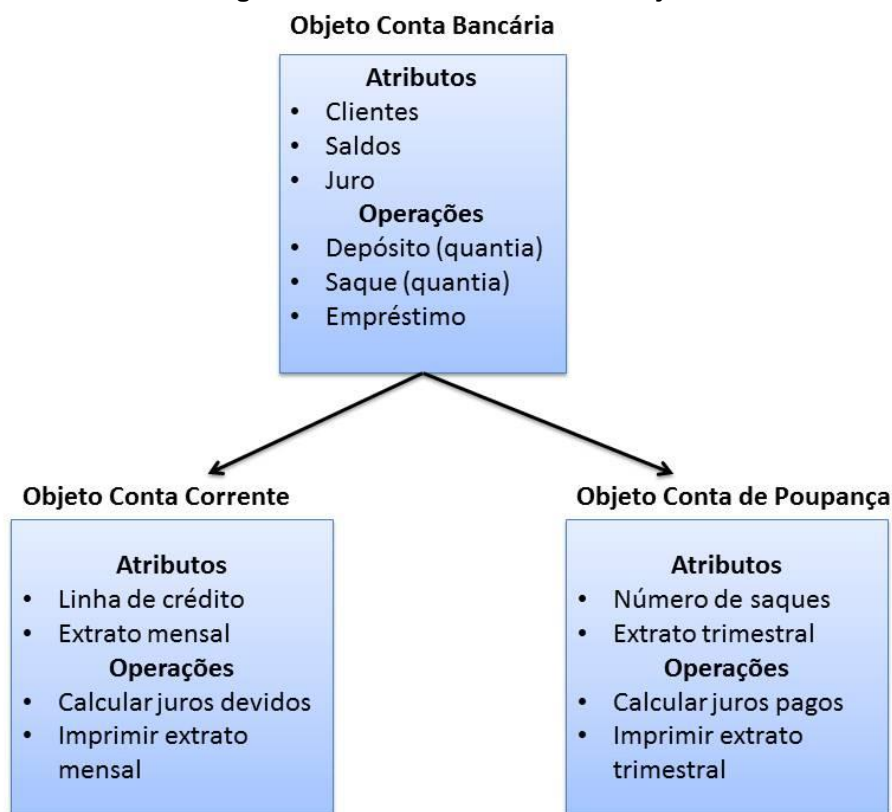 Objeto Conta Bancária
Atributos
• Clientes
• Saldos
• Juro
Operações
• Depósito (quantia)
• Saque (quantia)
• Empréstimo
Objeto Conta Corrente
Atributos
• Linha de crédito
• Extrato mensal
Operações
• Calcular juros devidos
• Imprimir extrato
mensal
Objeto Conta de Poupança
Atributos
• Número de saques
• Extrato trimestral
Operações
• Calcular juros pagos
• Imprimir extrato
trimestral